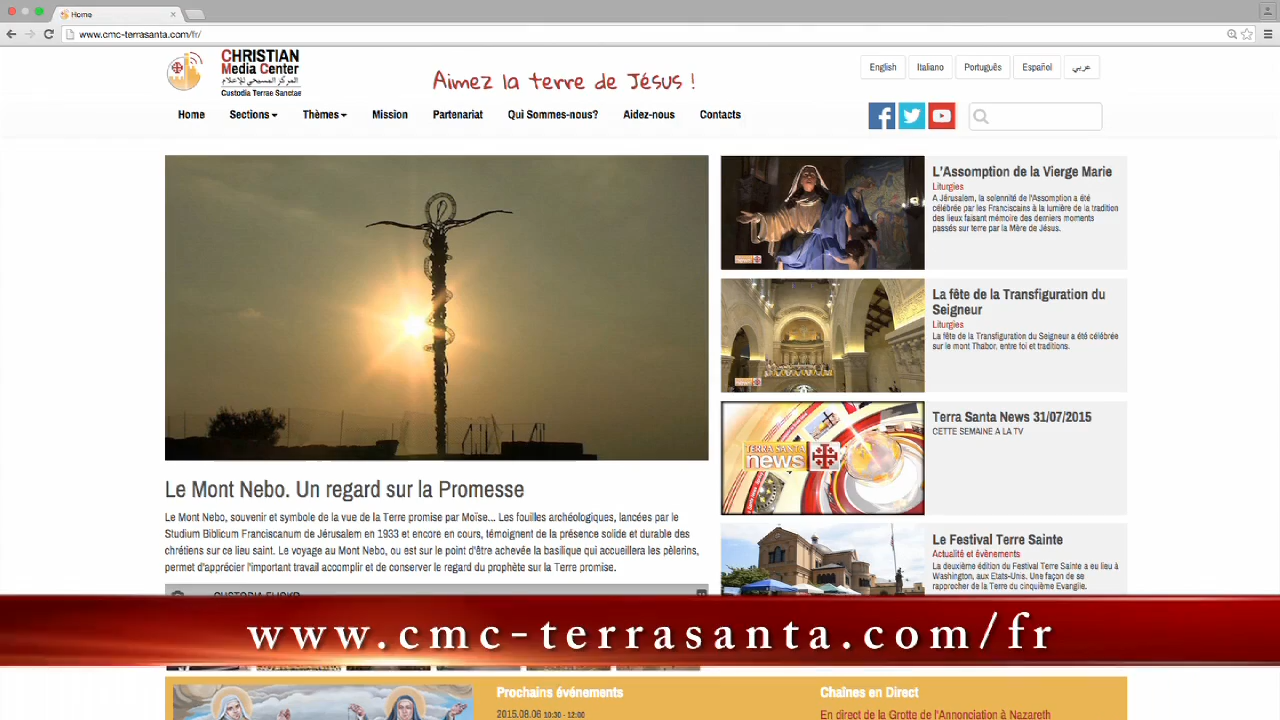 Home
www.cmc-terrasanta.com/fr/
CHRISTIAN
Media Center
المركز المسيحي للإعلام
Custodia Terrae Sanctae
Aimez la terre de Jésus !
English Italiano Português Español عربي
Home Sections Thèmes Mission Partenariat Qui Sommes-nous? Aidez-nous Contacts
Le Mont Nebo. Un regard sur la Promesse
Le Mont Nebo, souvenir et symbole de la vue de la Terre promise par Moïse... Les fouilles archéologiques, lancées par le
Studium Biblicum Franciscanum de Jérusalem en 1933 et encore en cours, témoignent de la présence solide et durable des
chrétiens sur ce lieu saint. Le voyage au Mont Nebo, ou est sur le point d'être achevée la basilique qui accueillera les pèlerins,
permet d'apprécier l'important travail accompli et de conserver le regard du prophète sur la Terre promise.
L'Assomption de la Vierge Marie
Liturgies
A Jérusalem, la solennité de l'Assomption a été
célébrée par les Franciscains à la lumière de la tradition
des lieux faisant mémoire des derniers moments
passés sur terre par la Mère de Jésus.
La fête de la Transfiguration du
Seigneur
Liturgies
La fête de la Transfiguration du Seigneur a été célébrée
sur le mont Thabor, entre foi et traditions.
TERRA SANTA
news
Terra Santa News 31/07/2015
CETTE SEMAINE A LA TV
Le Festival Terre Sainte
Actualité et évènements
La deuxième édition du Festival Terre Sainte a eu lieu à
Washington, aux Etats-Unis. Une façon de se
rapprocher de la Terre du cinquième Evangile.
CUSTODIA FLICKR
www.cmc-terrasanta.com/fr
Prochains événements
2015.08.06 10:30 - 12:00
Chaînes en Direct
En direct de la Grotte de l'Annonciation à Nazareth